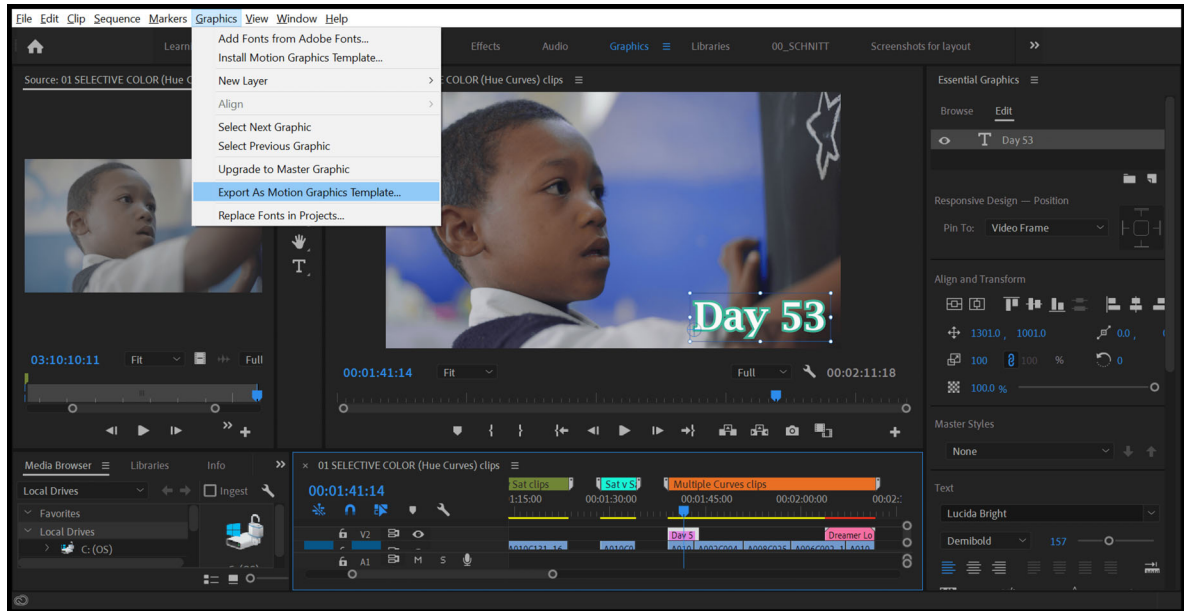 File Edit Clip Sequence Markers Graphics View Window Help
Learni
Effects Audio Graphics Libraries 00_SCHNITT Screenshots for layout
Add Fonts from Adobe Fonts...
Install Motion Graphics Template...
New Layer
Align
Select Next Graphic
Select Previous Graphic
Upgrade to Master Graphic
Export As Motion Graphics Template...
Replace Fonts in Projects...
Source: 01 SELECTIVE COLOR (Hue C
COLOR (Hue Curves) clips
Day 53
03:10:10:11 Fit Full
00:01:41:14 Fit Full 00:02:11:18
Essential Graphics
Browse Edit
T Day 53
Responsive Design — Position
Pin To: Video Frame
Align and Transform
1301.0 , 1001.0 0.0 ,
100 100 % 0
100.0 %
Master Styles
None
Text
Lucida Bright
Demibold 157
Media Browser Libraries Info
Local Drives Ingest
Favorites
Local Drives
C: (OS)
× 01 SELECTIVE COLOR (Hue Curves) clips
00:01:41:14
Sat clips Sat v S Multiple Curves clips
1:15:00 00:01:30:00 00:01:45:00 00:02:00:00 00:02:
V2 Day 5 Dreamer Lo
A1 M S